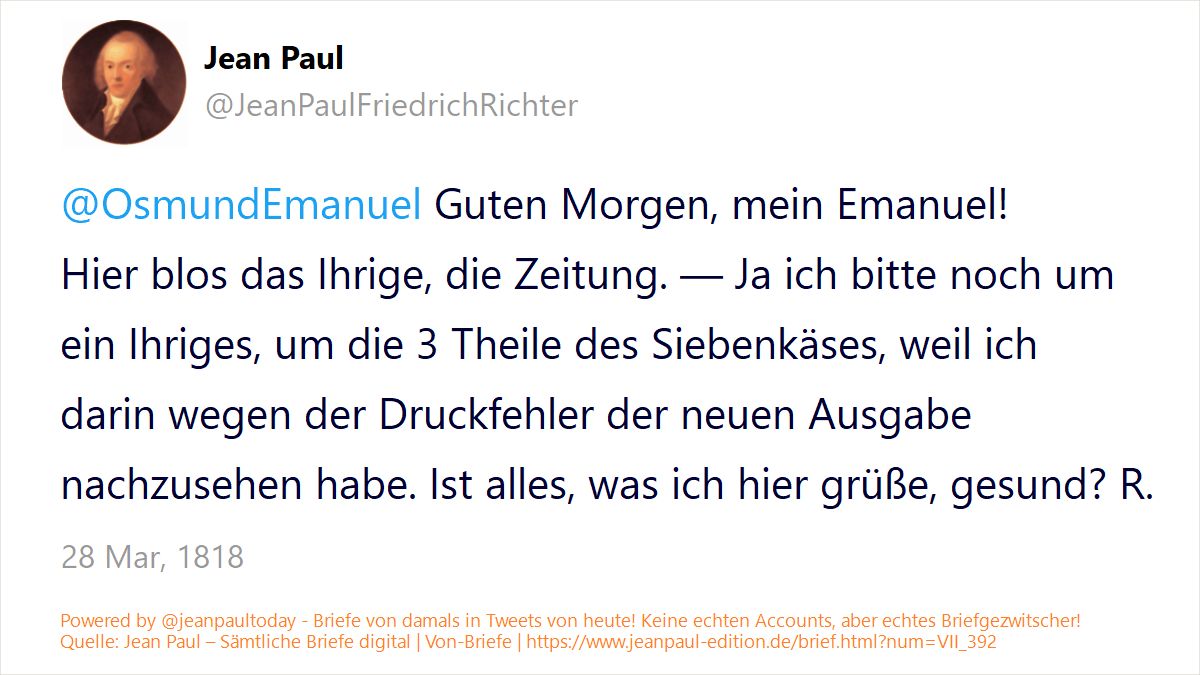 Jean Paul
@JeanPaulFriedrichRichter
@OsmundEmanuel Guten Morgen, mein Emanuel!
Hier blos das Ihrige, die Zeitung. — Ja ich bitte noch um
ein Ihriges, um die 3 Theile des Siebenkäses, weil ich
darin wegen der Druckfehler der neuen Ausgabe
nachzusehen habe. Ist alles, was ich hier grüße, gesund? R.
28 Mar, 1818
Powered by @jeanpaultoday - Briefe von damals in Tweets von heute! Keine echten Accounts, aber echtes Briefgezwitscher!
Quelle: Jean Paul – Sämtliche Briefe digital | Von-Briefe | https://www.jeanpaul-edition.de/brief.html?num=VII_392